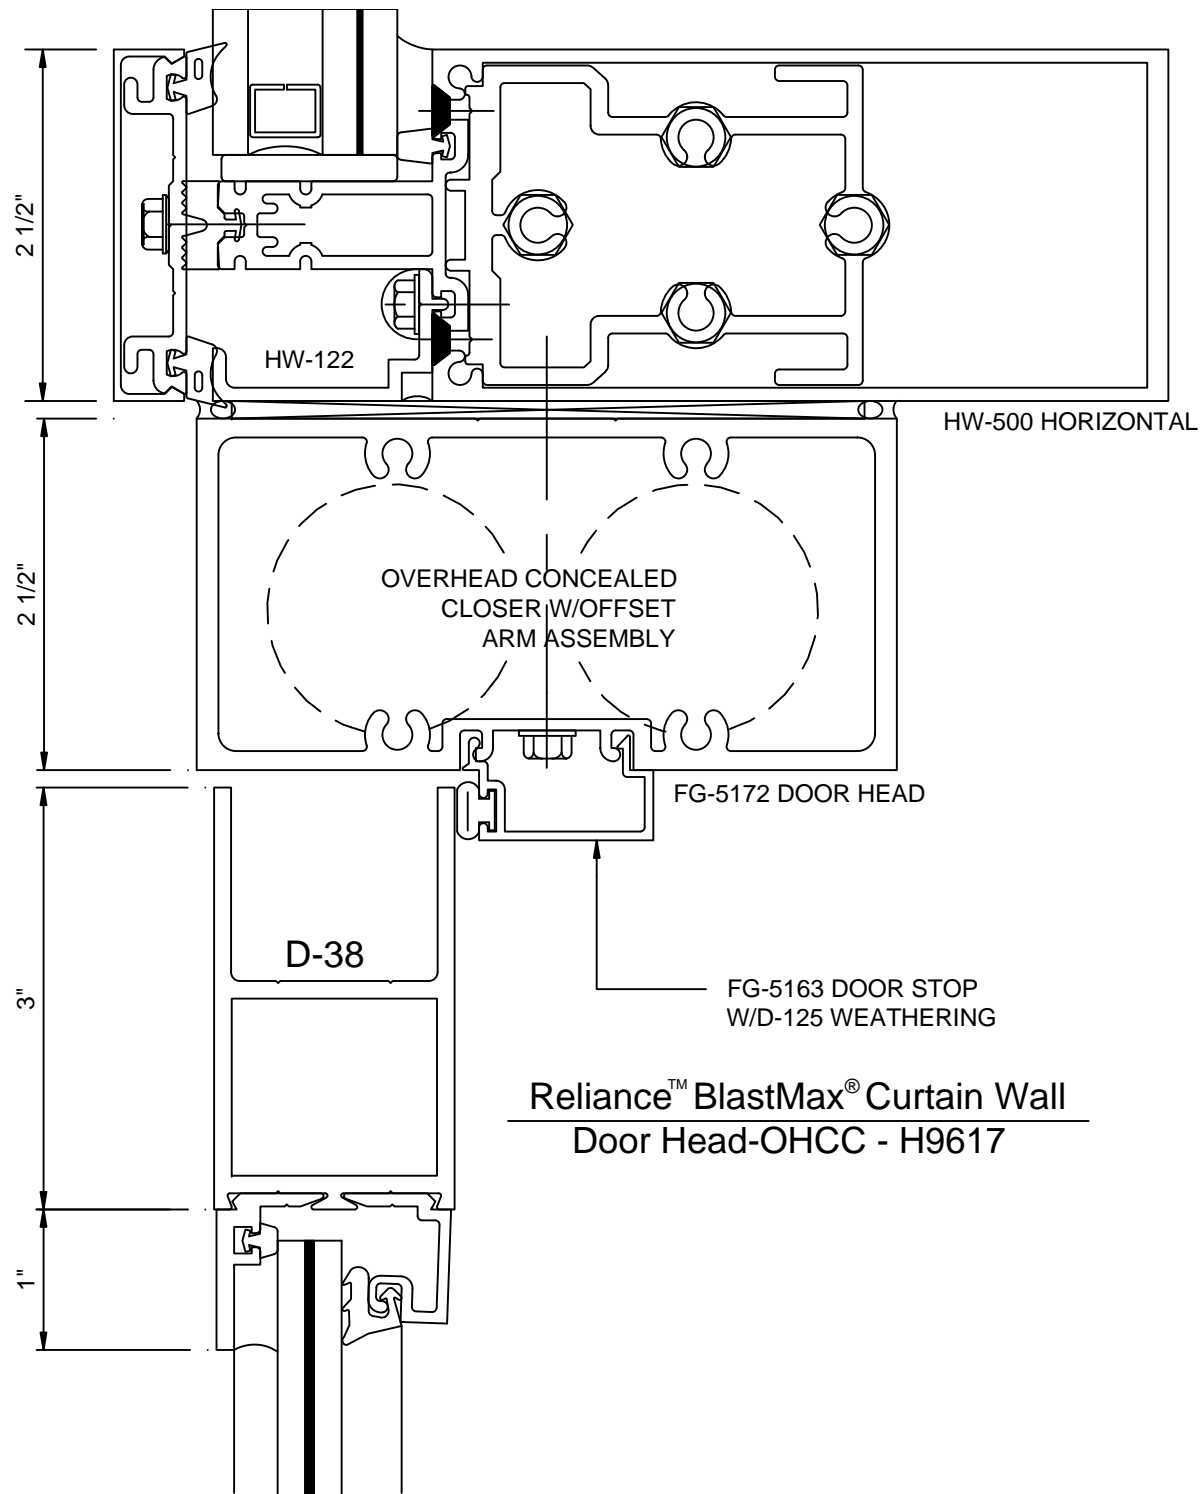 2 1/2"
HW-122
HW-500 HORIZONTAL
2 1/2"
OVERHEAD CONCEALED
CLOSER W/OFFSET
ARM ASSEMBLY
FG-5172 DOOR HEAD
D-38
3"
FG-5163 DOOR STOP
W/D-125 WEATHERING
Reliance™ BlastMax® Curtain Wall
Door Head-OHCC - H9617
1"